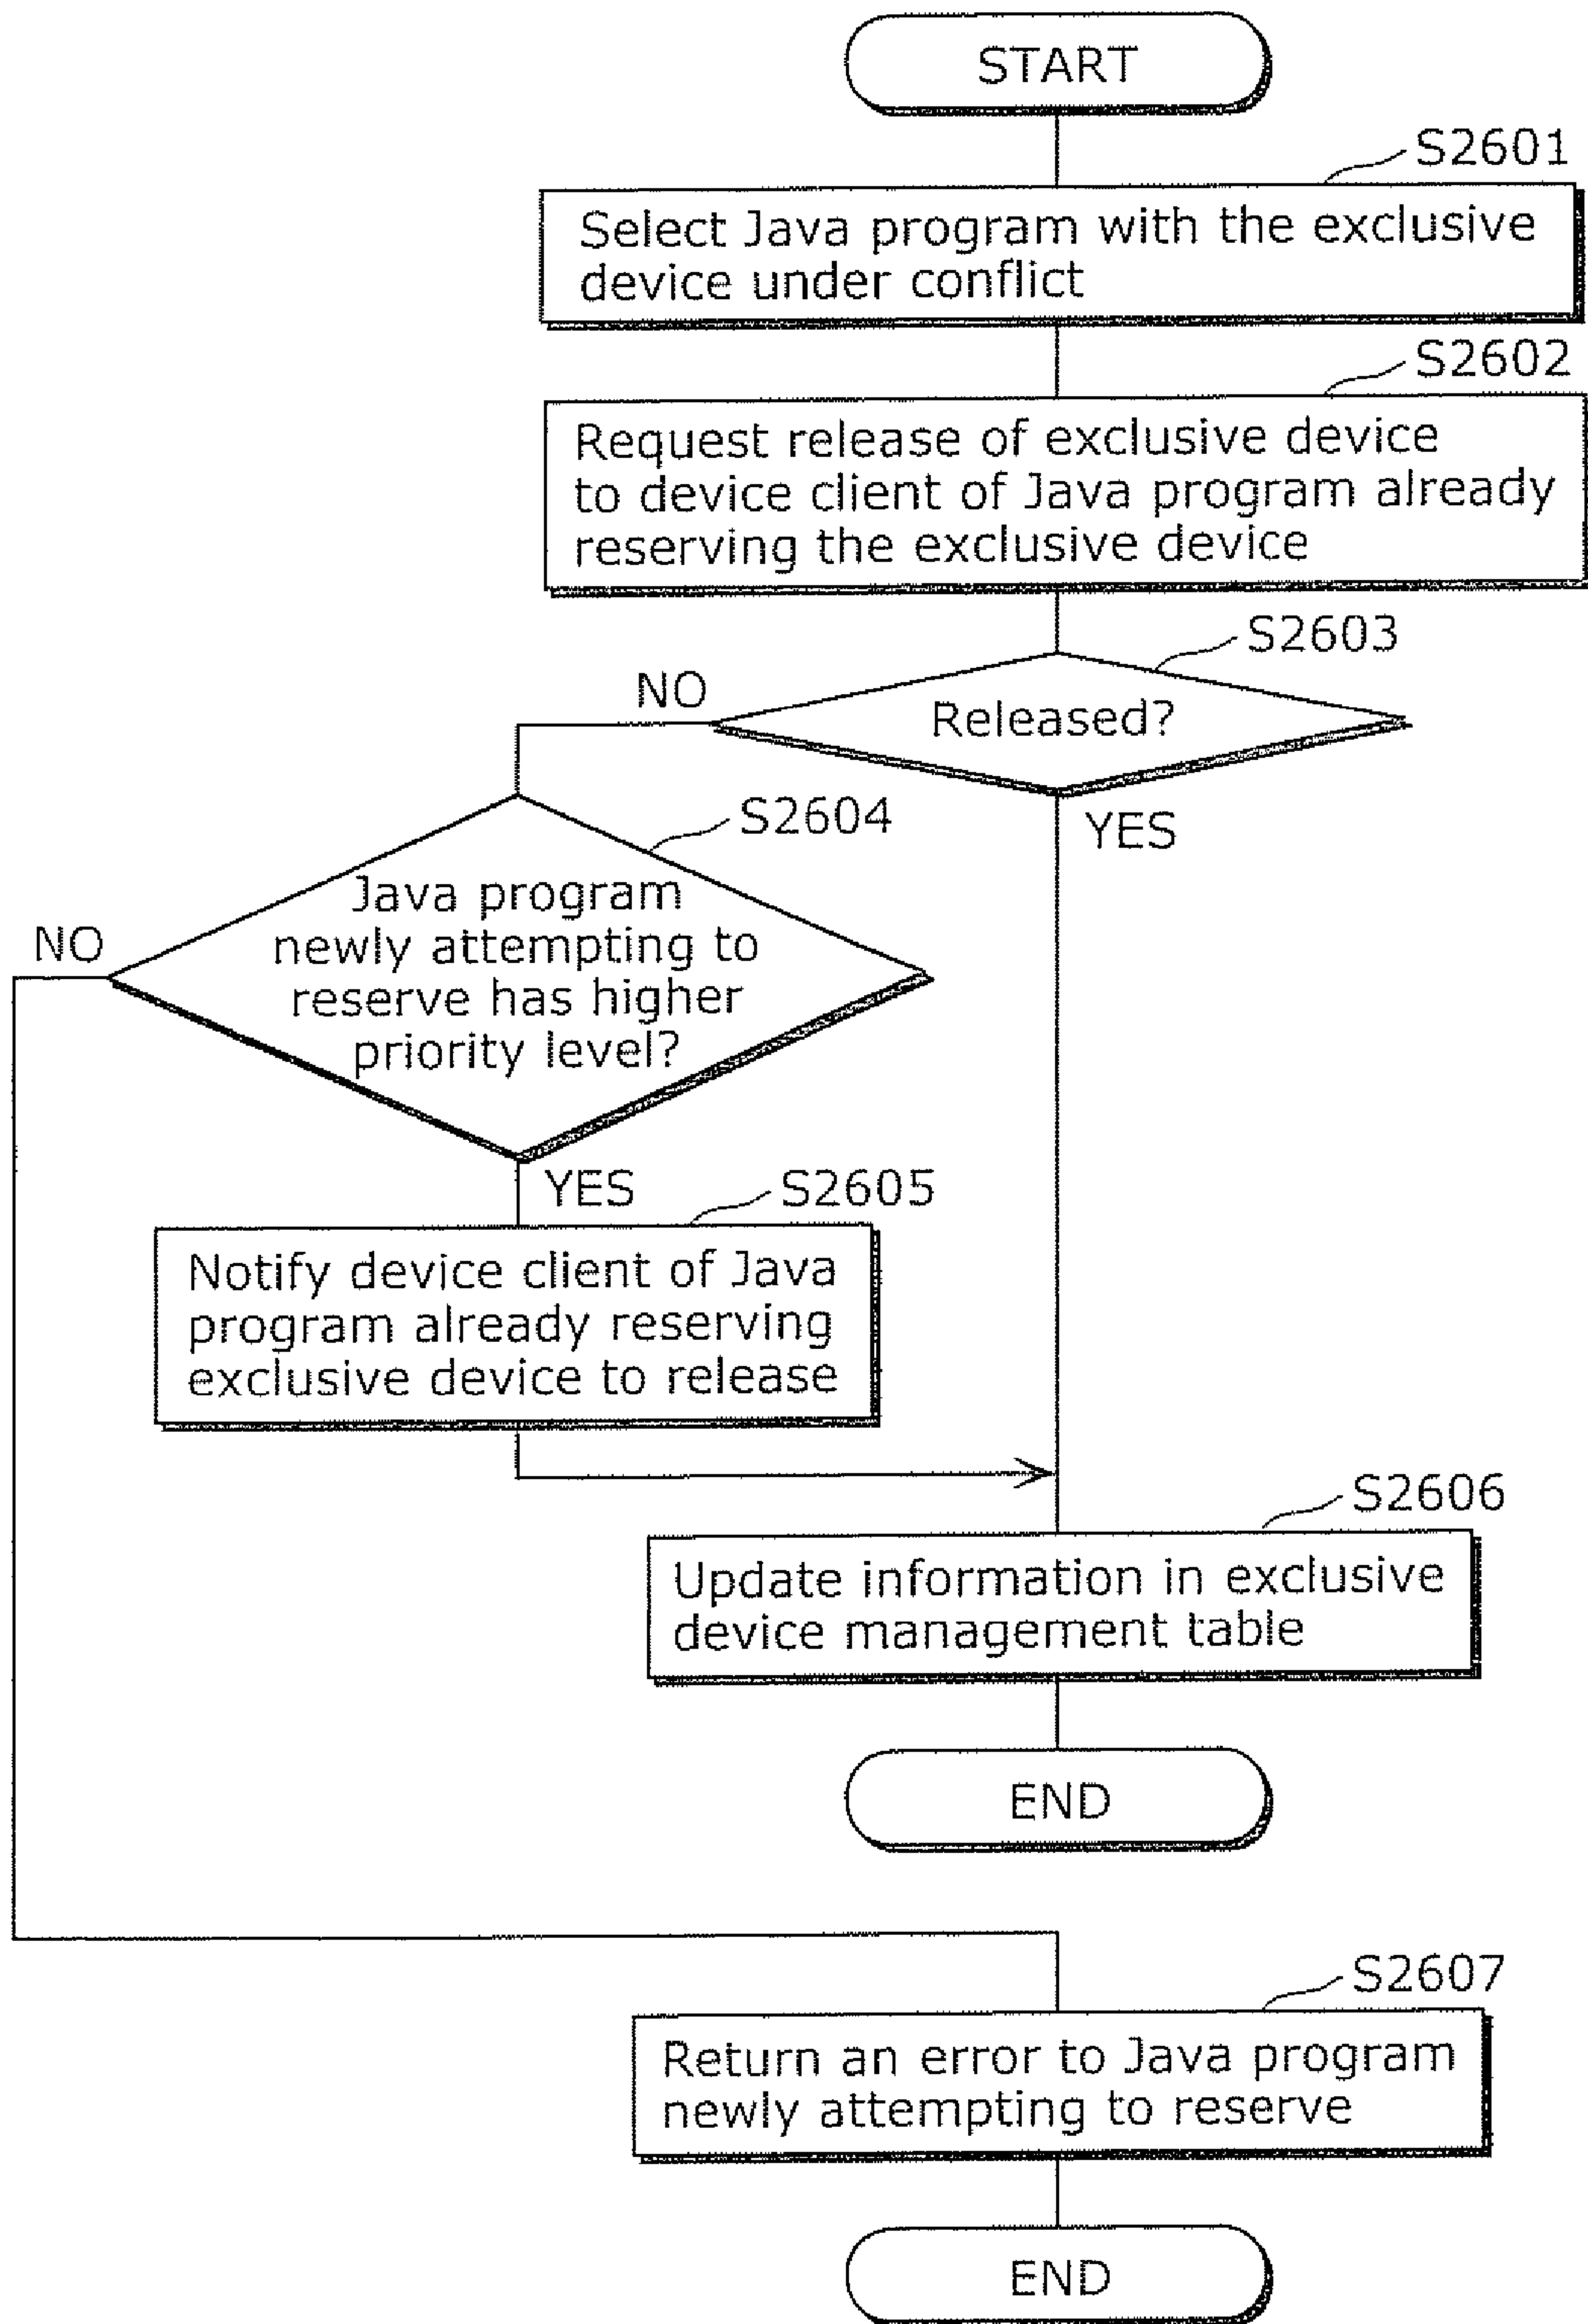 START
S2601
Select Java program with the exclusive
device under conflict
S2602
Request release of exclusive device
to device client of Java program already
reserving the exclusive device
S2603
NO
Released?
YES
S2604
NO
Java program
newly attempting to
reserve has higher
priority level?
YES
S2605
Notify device client of Java
program already reserving
exclusive device to release
S2606
Update information in exclusive
device management table
END
S2607
Return an error to Java program
newly attempting to reserve
END